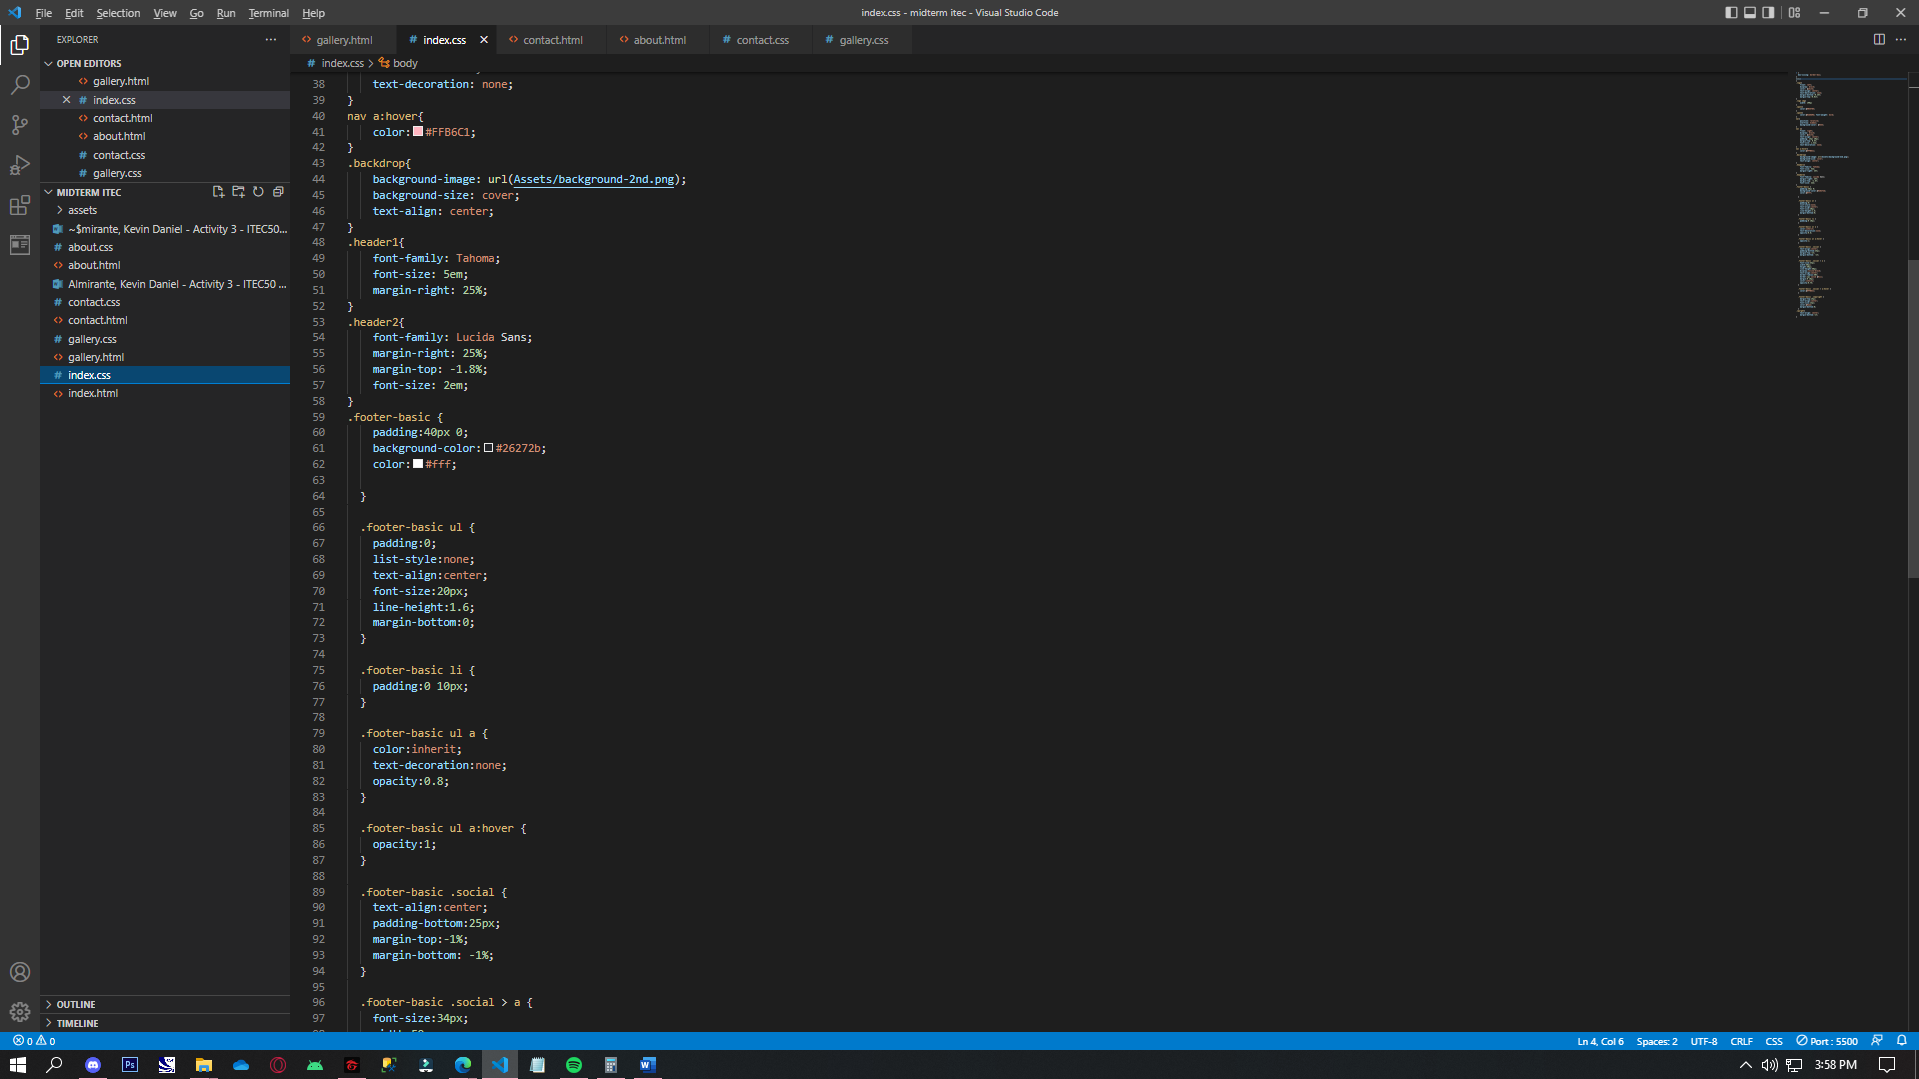 File Edit Selection View Go Run Terminal Help
index.css - midterm itec - Visual Studio Code
EXPLORER
OPEN EDITORS
gallery.html
index.css
contact.html
about.html
contact.css
gallery.css
MIDTERM ITEC
assets
~$mirante, Kevin Daniel - Activity 3 - ITEC50...
about.css
about.html
Almirante, Kevin Daniel - Activity 3 - ITEC50 ...
contact.css
contact.html
gallery.css
gallery.html
index.css
index.html
OUTLINE
TIMELINE
gallery.html index.css contact.html about.html contact.css gallery.css
index.css > body
38 text-decoration: none;
39 }
40 nav a:hover{
41 color: #FFB6C1;
42 }
43 .backdrop{
44 background-image: url(Assets/background-2nd.png);
45 background-size: cover;
46 text-align: center;
47 }
48 .header1{
49 font-family: Tahoma;
50 font-size: 5em;
51 margin-right: 25%;
52 }
53 .header2{
54 font-family: Lucida Sans;
55 margin-right: 25%;
56 margin-top: -1.8%;
57 font-size: 2em;
58 }
59 .footer-basic {
60 padding:40px 0;
61 background-color: #26272b;
62 color: #fff;
63
64 }
65
66 .footer-basic ul {
67 padding:0;
68 list-style:none;
69 text-align:center;
70 font-size:20px;
71 line-height:1.6;
72 margin-bottom:0;
73 }
74
75 .footer-basic li {
76 padding:0 10px;
77 }
78
79 .footer-basic ul a {
80 color:inherit;
81 text-decoration:none;
82 opacity:0.8;
83 }
84
85 .footer-basic ul a:hover {
86 opacity:1;
87 }
88
89 .footer-basic .social {
90 text-align:center;
91 padding-bottom:25px;
92 margin-top:-1%;
93 margin-bottom: -1%;
94 }
95
96 .footer-basic .social > a {
97 font-size:34px;
0 0
Ln 4, Col 6 Spaces: 2 UTF-8 CRLF CSS Port : 5500
3:58 PM